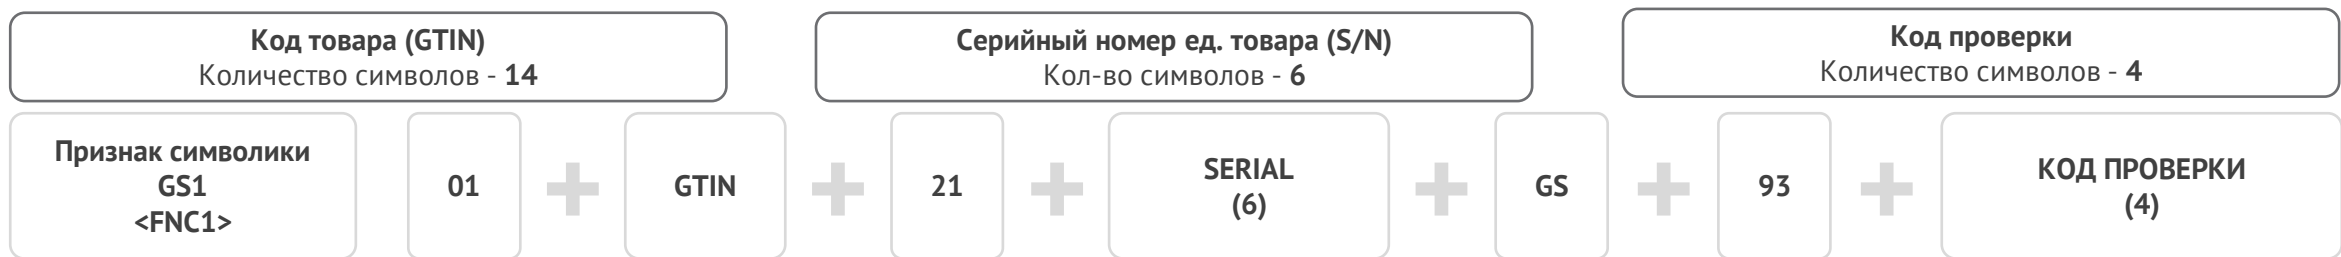 Код товара (GTIN)
Количество символов - 14
Серийный номер ед. товара (S/N)
Кол-во символов - 6
Код проверки
Количество символов - 4
Признак символики
GS1
<FNC1>
01
+
GTIN
+
21
+
SERIAL
(6)
+
GS
+
93
+
КОД ПРОВЕРКИ
(4)